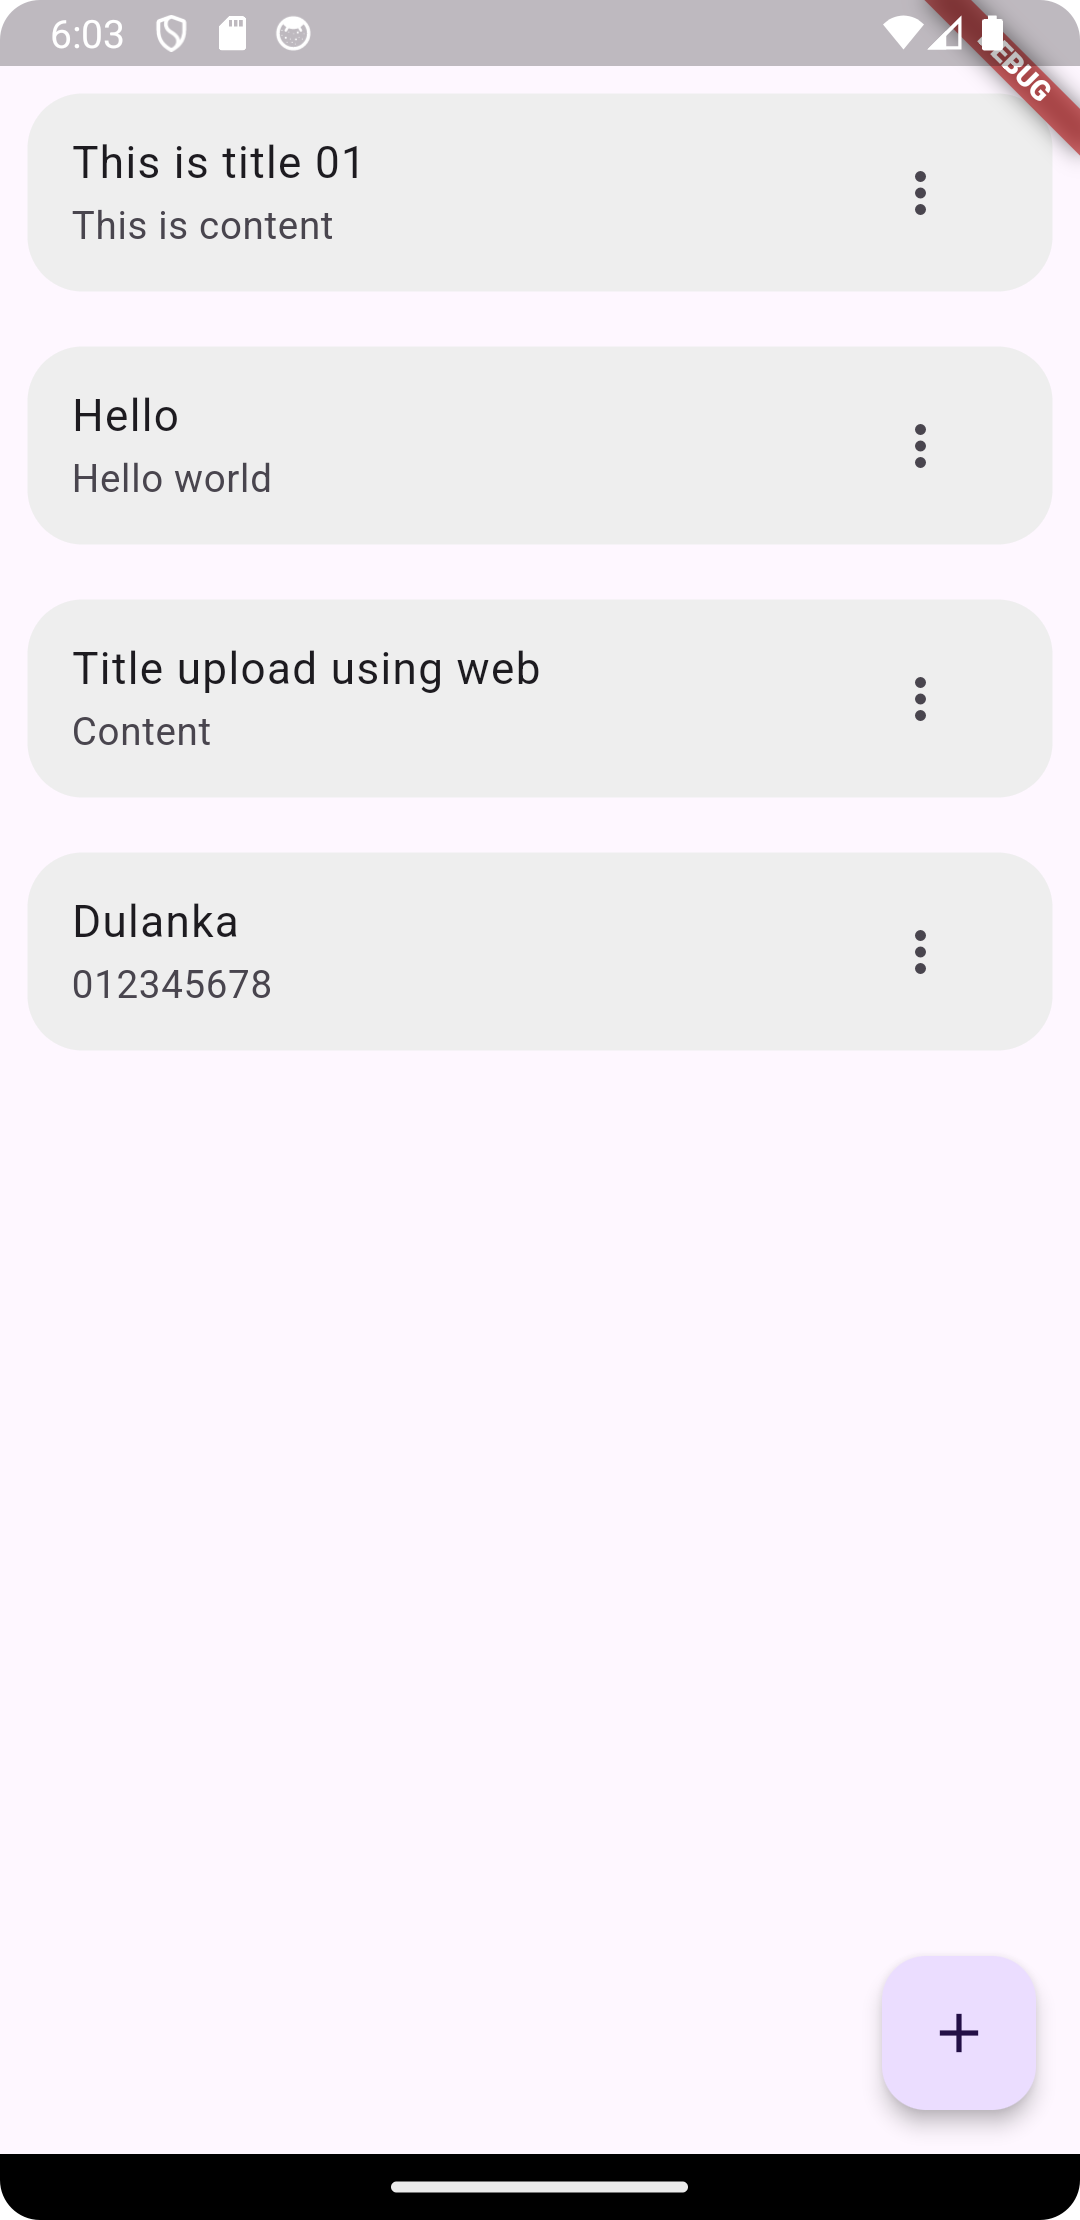 6:03
DEBUG
This is title 01
This is content
Hello
Hello world
Title upload using web
Content
Dulanka
012345678